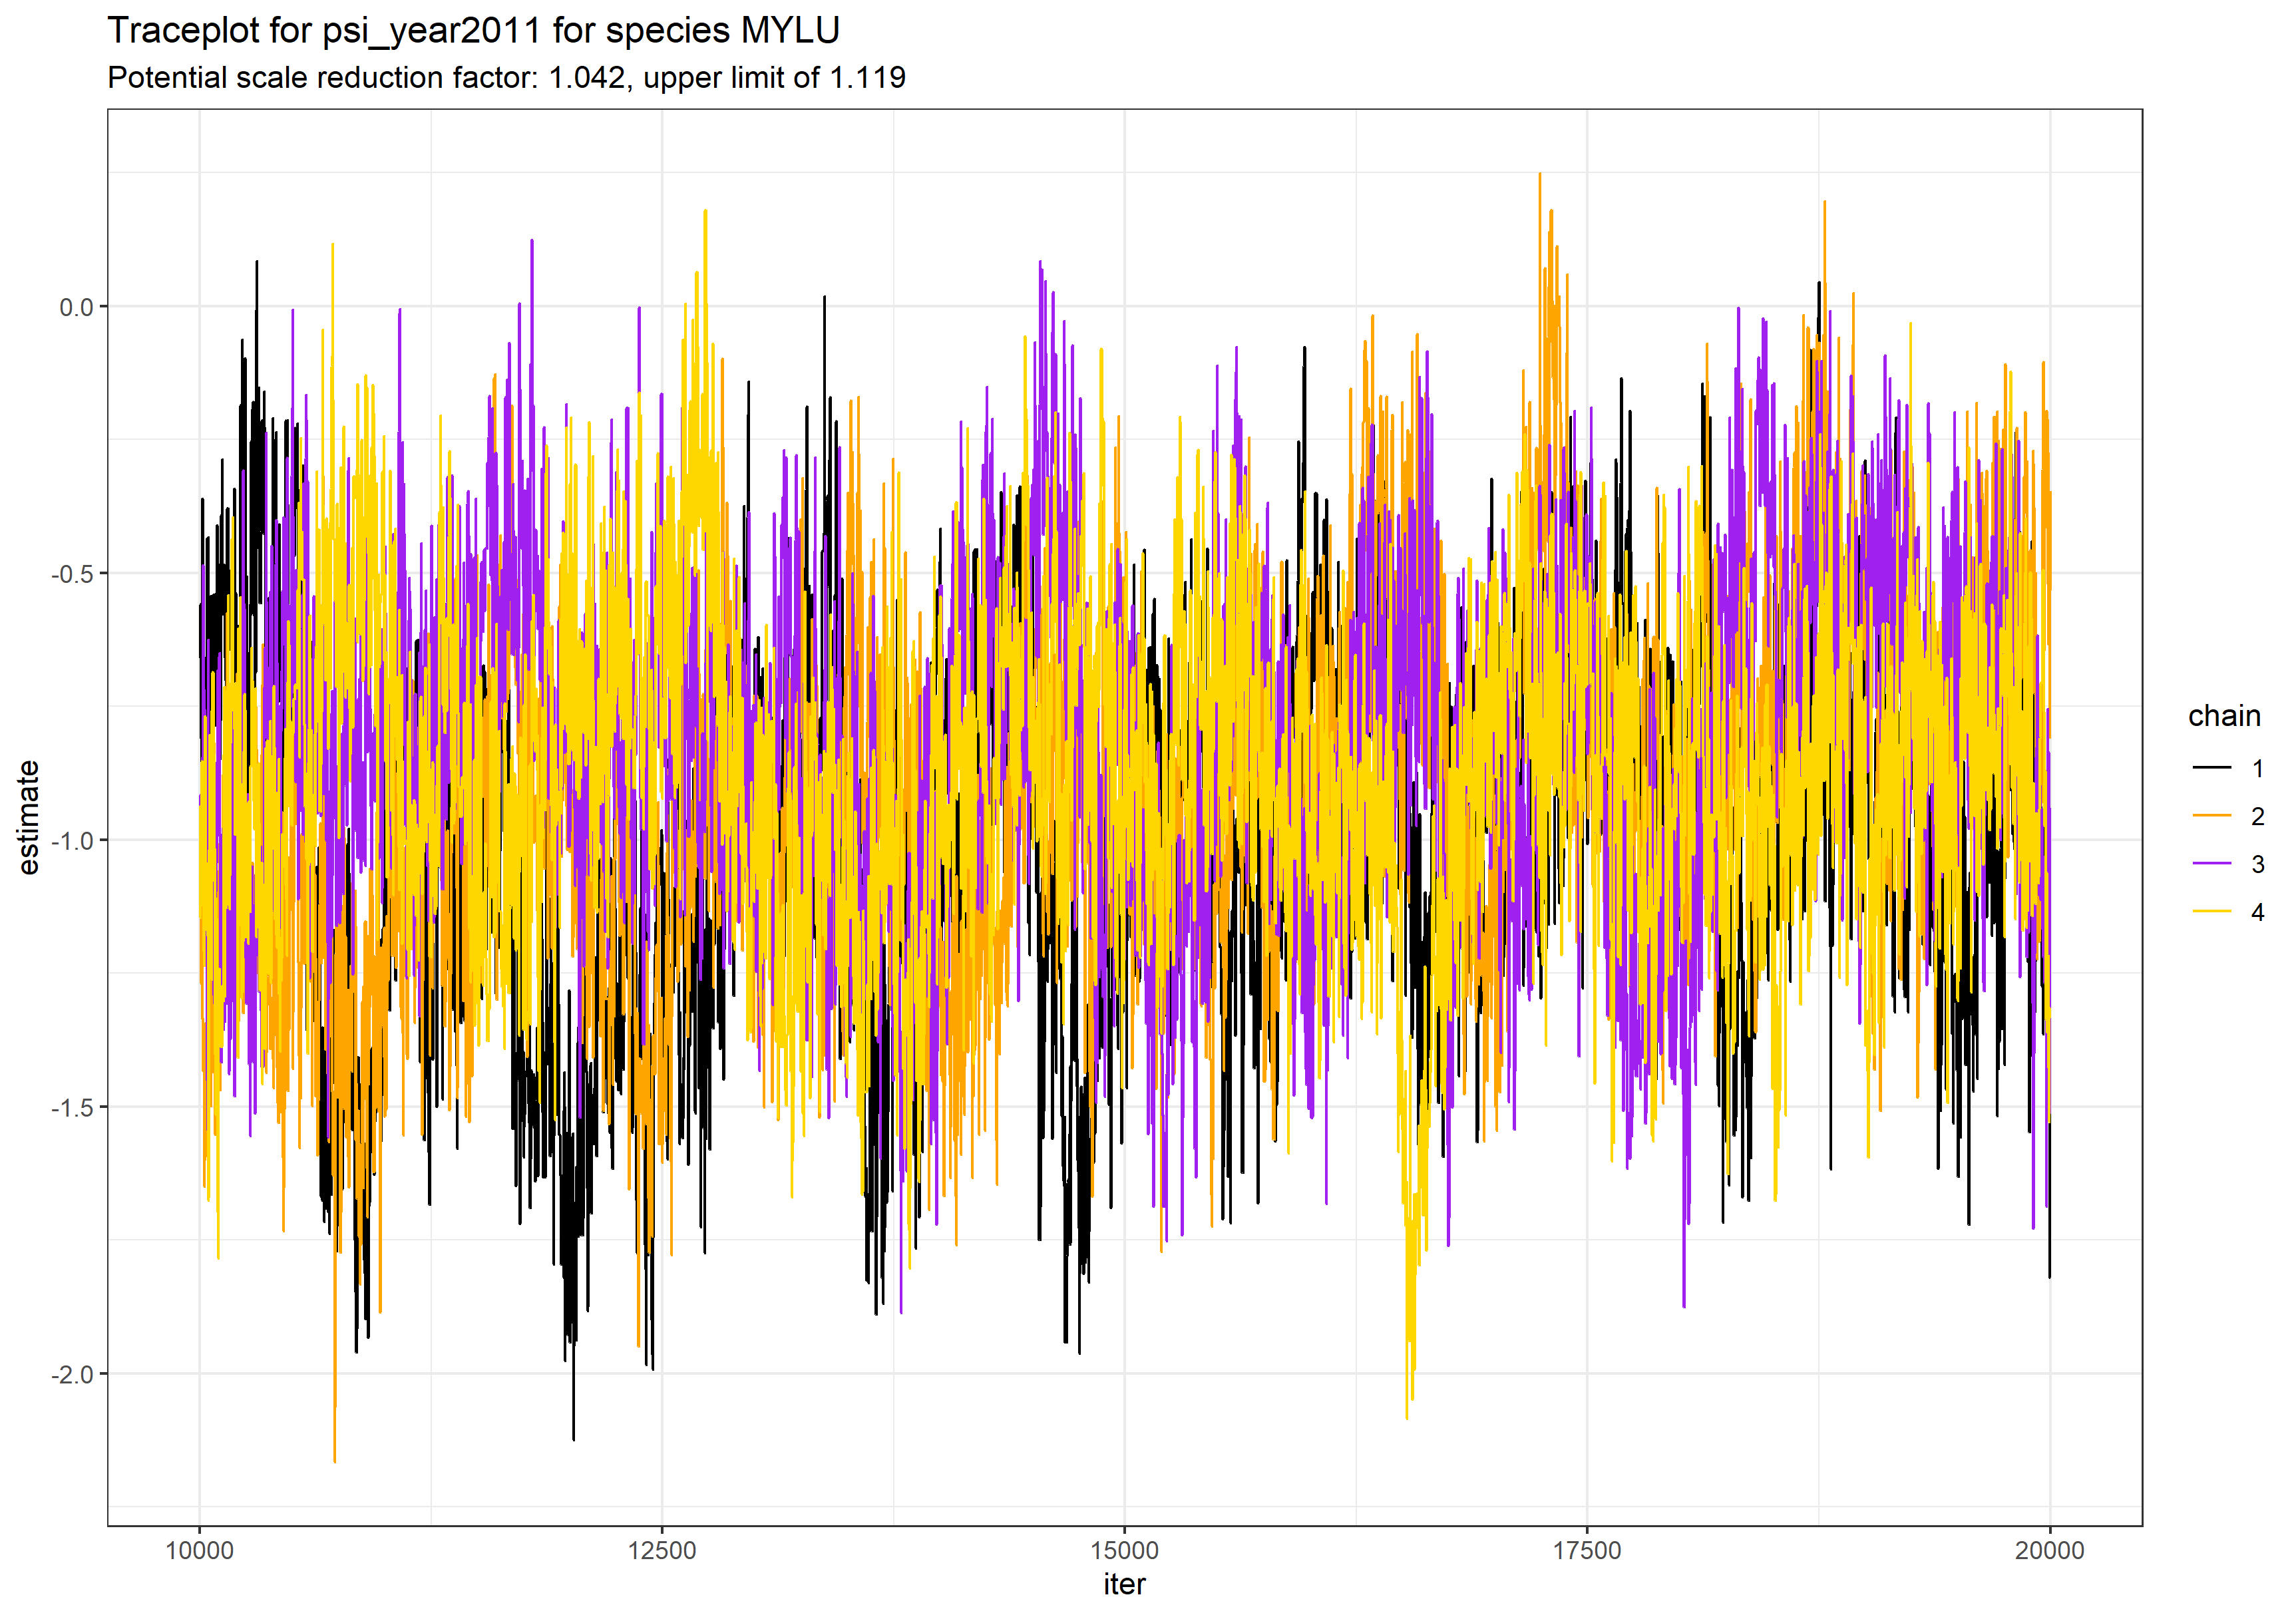 Traceplot for psi_year2011 for species MYLU
Potential scale reduction factor: 1.042, upper limit of 1.119
estimate
0.0
-0.5
-1.0
-1.5
-2.0
10000
12500
15000
17500
20000
iter
chain
1
2
3
4